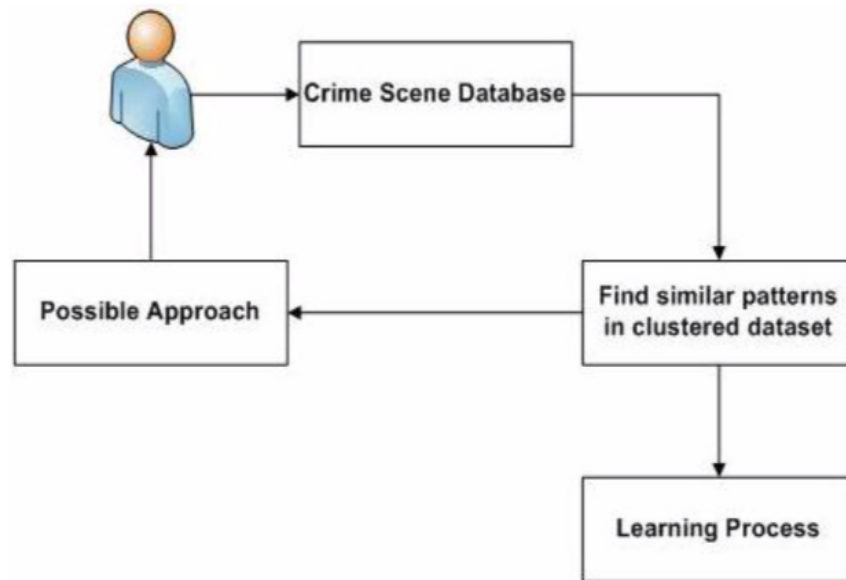 Crime Scene Database
Possible Approach
Find similar patterns
in clustered dataset
Learning Process